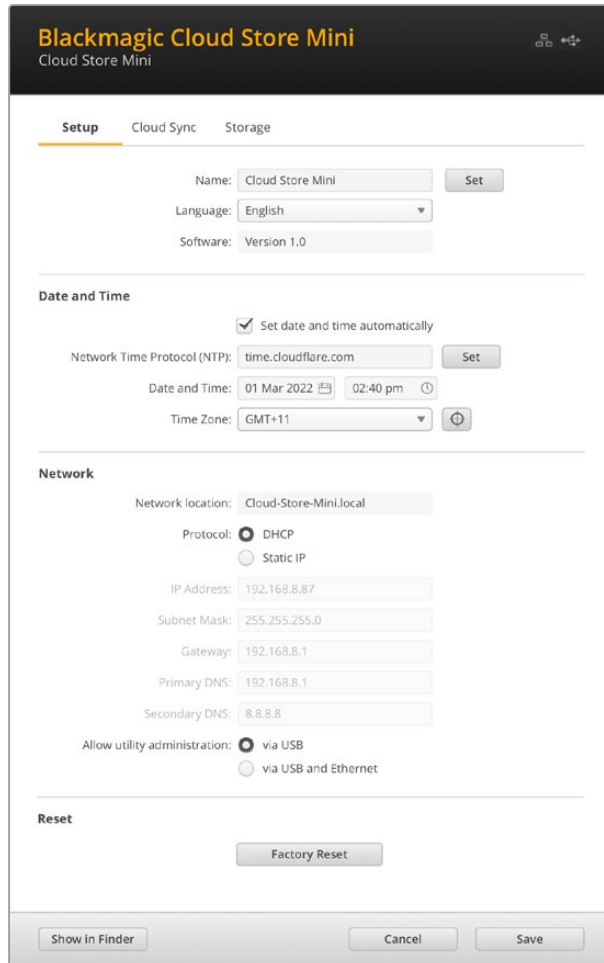 Blackmagic Cloud Store Mini
Cloud Store Mini
Setup Cloud Sync Storage
Name: Cloud Store Mini Set
Language: English
Software: Version 1.0
Date and Time
Set date and time automatically
Network Time Protocol (NTP): time.cloudflare.com Set
Date and Time: 01 Mar 2022 02:40 pm
Time Zone: GMT+11
Network
Network location: Cloud-Store-Mini.local
Protocol: DHCP
Static IP
IP Address: 192.168.8.87
Subnet Mask: 255.255.255.0
Gateway: 192.168.8.1
Primary DNS: 192.168.8.1
Secondary DNS: 8.8.8.8
Allow utility administration: via USB
via USB and Ethernet
Reset
Factory Reset
Show in Finder Cancel Save